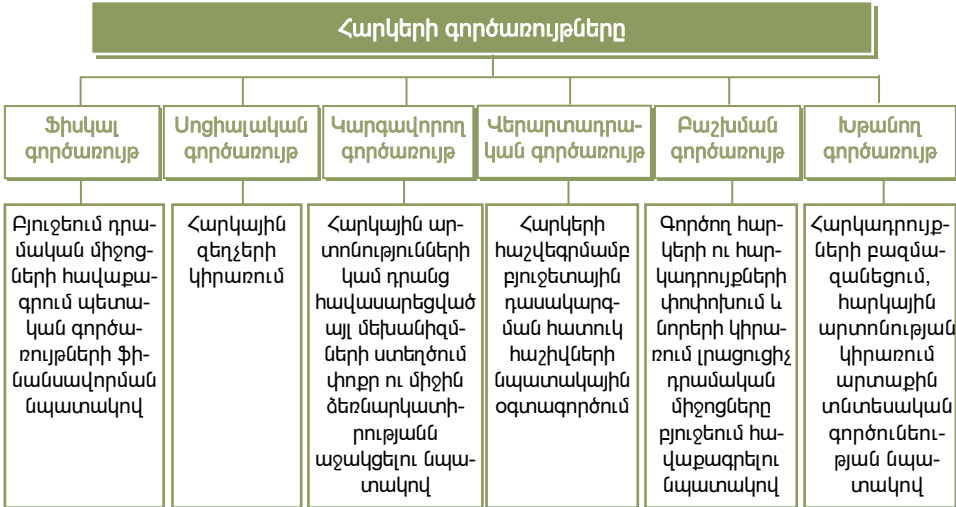 Հարկերի գործառույթները
Ֆիսկալ
գործառույթ
Սոցիալական
գործառույթ
Կարգավորող
գործառույթ
Վերարտադրա-
կան գործառույթ
Բաշխման
գործառույթ
Խթանող
գործառույթ
Բյուջեում դրա-
մական միջոց-
ների հավաքա-
գրում պետա-
կան գործա-
ռույթների ֆի-
նանսավորման
նպատակով
Հարկային
զեղչերի
կիրառում
Հարկային ար-
տոնությունների
կամ դրանց
հավասարեցված
այլ մեխանիզմ-
ների ստեղծում
փոքր ու միջին
ձեռնարկատի-
րությանն
աջակցելու նպա-
տակով
Հարկերի
հաշվեգրմամբ
բյուջետային
դասակարգ-
ման հատուկ
հաշիվների
նպատակային
օգտագործում
Գործող հար-
կերի ու հար-
կադրույքների
փոփոխում և
նորերի կիրա-
ռում լրացուցիչ
դրամական
միջոցները
բյուջեում հա-
վաքագրելու
նպատակով
Հարկադրույք-
ների բազմա-
զանեցում,
հարկային
արտոնության
կիրառում
արտաքին
տնտեսական
գործունեու-
թյան նպա-
տակով